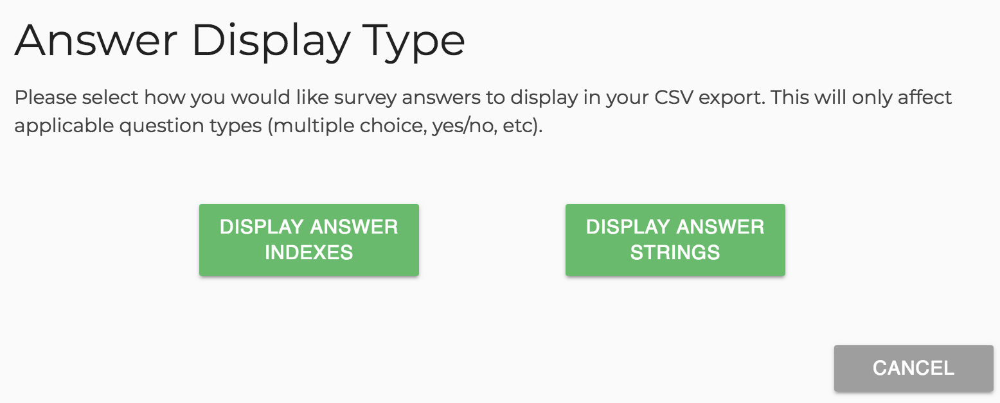 Answer Display Type
Please select how you would like survey answers to display in your CSV export. This will only affect
applicable question types (multiple choice, yes/no, etc).
DISPLAY ANSWER
INDEXES
DISPLAY ANSWER
STRINGS
CANCEL